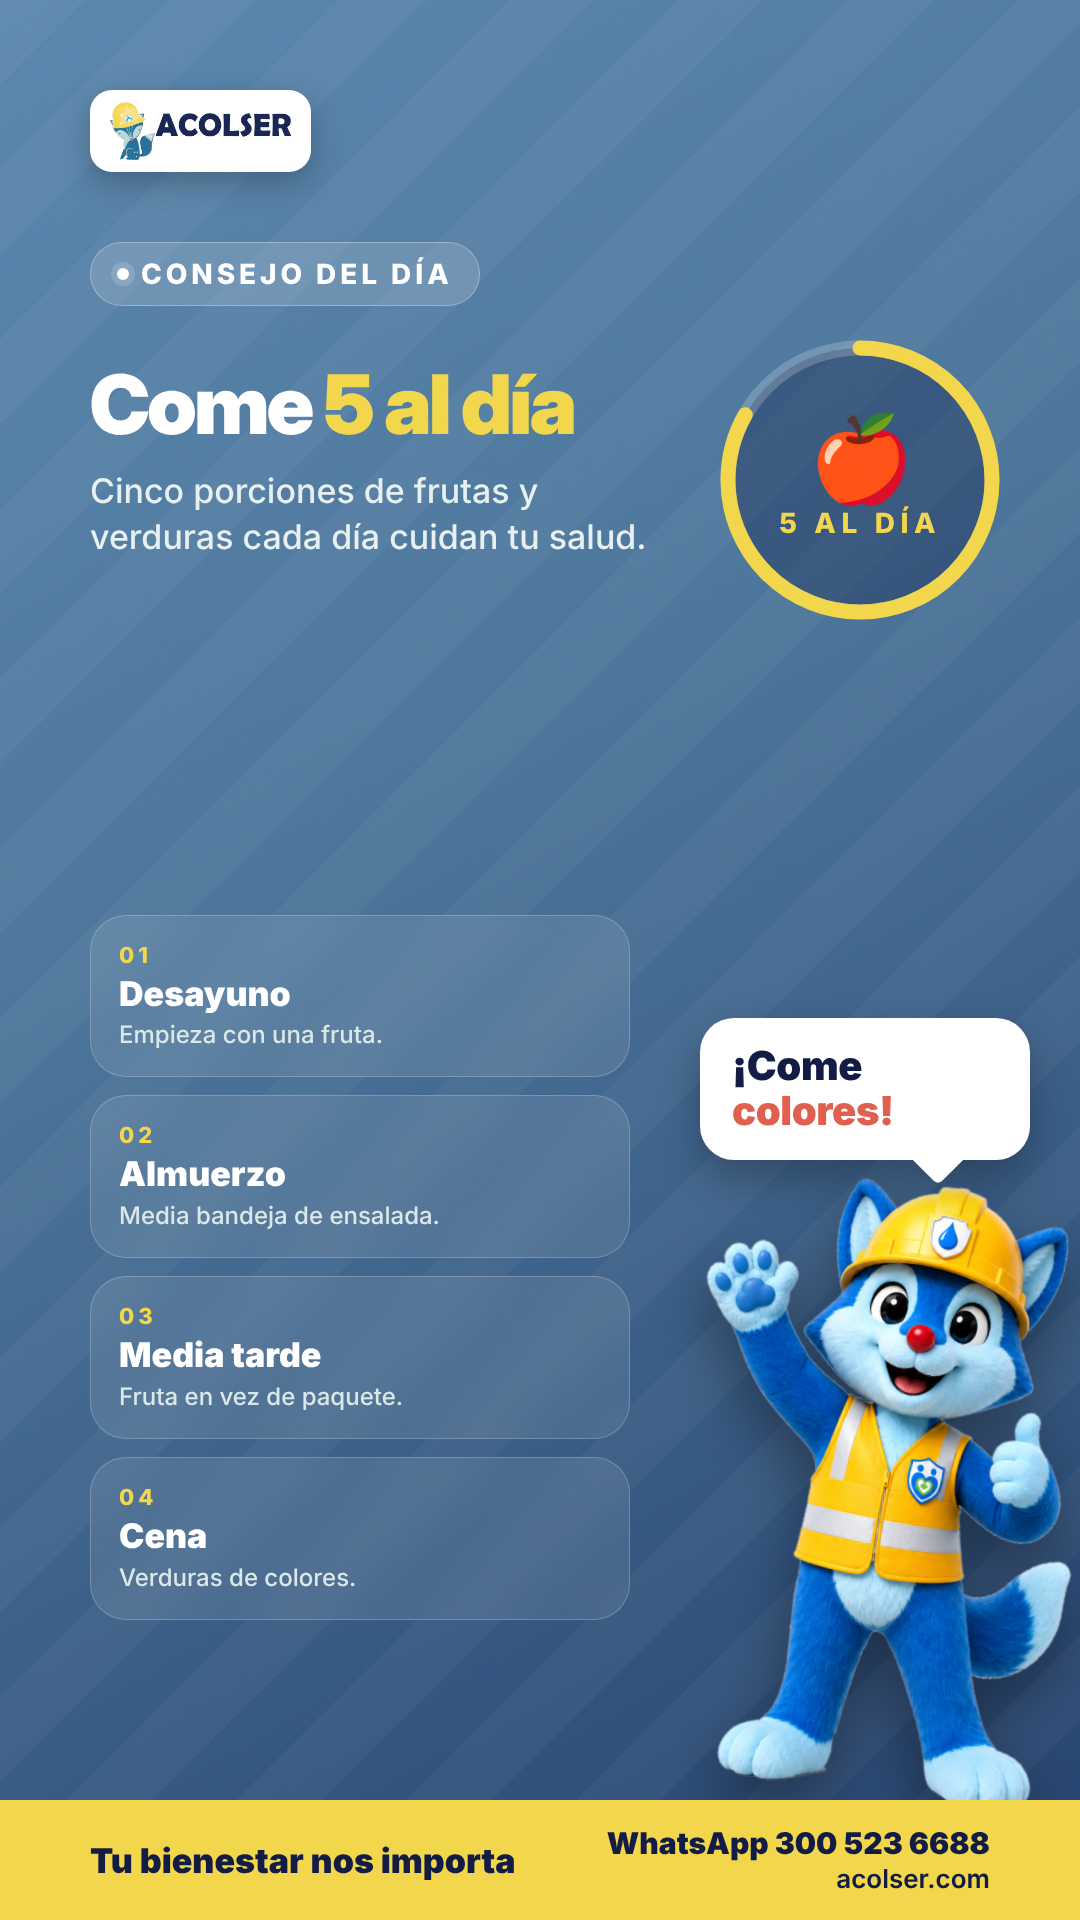 ACOLSER
CONSEJO DEL DÍA
Come 5 al día
Cinco porciones de frutas y
verduras cada día cuidan tu salud.
5 AL DÍA
01
Desayuno
Empieza con una fruta.
02
Almuerzo
Media bandeja de ensalada.
03
Media tarde
Fruta en vez de paquete.
04
Cena
Verduras de colores.
¡Come
colores!
Tu bienestar nos importa
WhatsApp 300 523 6688
acolser.com